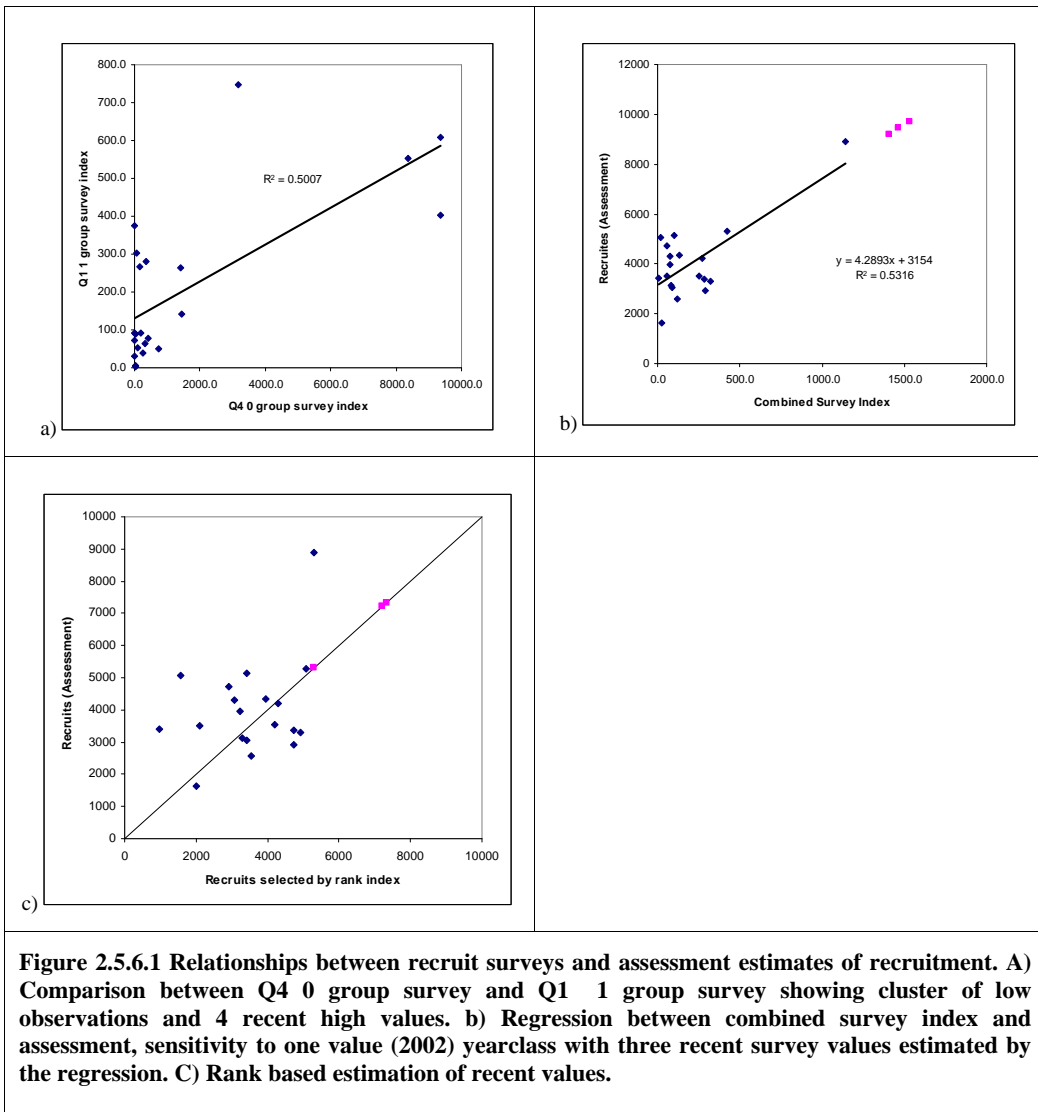 800.0
700.0
600.0
500.0
400.0
300.0
200.0
100.0
0.0
Q1 1 group survey index
R² = 0.5007
0.0 2000.0 4000.0 6000.0 8000.0 10000.0
Q4 0 group survey index
a)
12000
10000
8000
6000
4000
2000
0
Recruites (Assessment)
y = 4.2893x + 3154
R² = 0.5316
0.0 500.0 1000.0 1500.0 2000.0
Combined Survey Index
b)
10000
9000
8000
7000
6000
5000
4000
3000
2000
1000
0
Recruits (Assessment)
0 2000 4000 6000 8000 10000
Recruits selected by rank index
c)
Figure 2.5.6.1 Relationships between recruit surveys and assessment estimates of recruitment. A)
Comparison between Q4 0 group survey and Q1 1 group survey showing cluster of low
observations and 4 recent high values. b) Regression between combined survey index and
assessment, sensitivity to one value (2002) yearclass with three recent survey values estimated by
the regression. C) Rank based estimation of recent values.